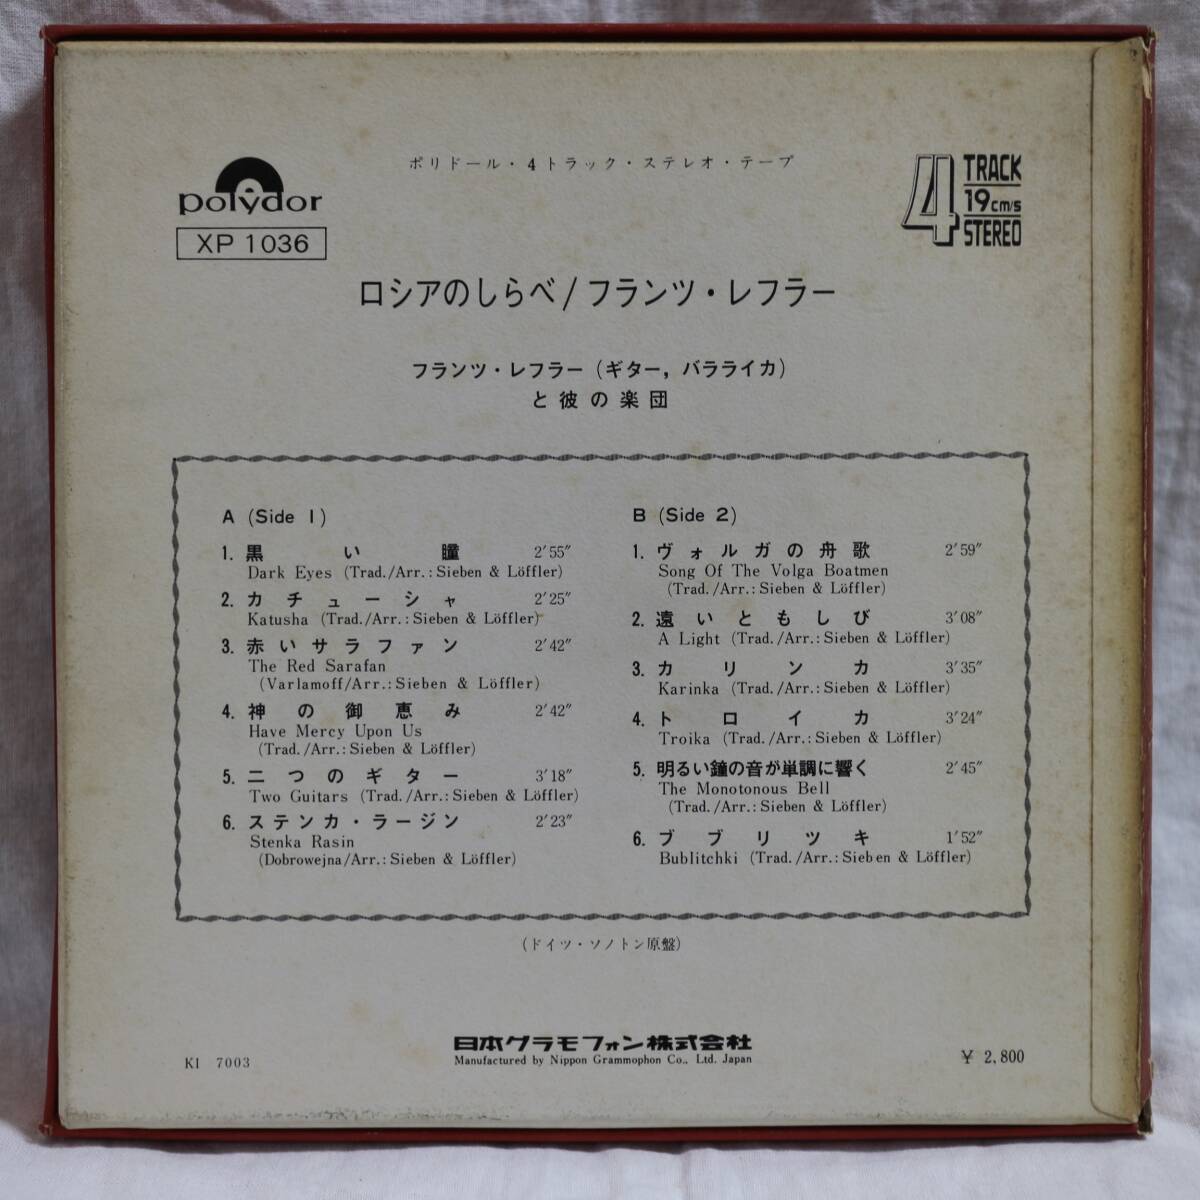 ポリドール・4トラック・ステレオ・テープ
polydor
XP 1036
4 TRACK
19cm/s
STEREO
ロシアのしらべ/フランツ・レフラー
フランツ・レフラー(ギター，バラライカ)
と彼の楽団
A (Side 1)
1. 黒い瞳 2′55″
Dark Eyes (Trad./Arr.: Sieben & Löffler)
2. カチューシャ 2′25″
Katusha (Trad./Arr.: Sieben & Löffler)
3. 赤いサラファン 2′42″
The Red Sarafan
(Varlamoff/Arr.: Sieben & Löffler)
4. 神の御恵み 2′42″
Have Mercy Upon Us
(Trad./Arr.: Sieben & Löffler)
5. 二つのギター 3′18″
Two Guitars (Trad./Arr.: Sieben & Löffler)
6. ステンカ・ラージン 2′23″
Stenka Rasin
(Dobrowejna/Arr.: Sieben & Löffler)
B (Side 2)
1. ヴォルガの舟歌 2′59″
Song Of The Volga Boatmen
(Trad./Arr.: Sieben & Löffler)
2. 遠いともしび 3′08″
A Light (Trad./Arr.: Sieben & Löffler)
3. カリンカ 3′35″
Karinka (Trad./Arr.: Sieben & Löffler)
4. トロイカ 3′24″
Troika (Trad./Arr.: Sieben & Löffler)
5. 明るい鐘の音が単調に響く 2′45″
The Monotonous Bell
(Trad./Arr.: Sieben & Löffler)
6. ブブリツキ 1′52″
Bublitchki (Trad./Arr.: Sieben & Löffler)
(ドイツ・ソノトン原盤)
日本グラモフォン株式会社
Manufactured by Nippon Grammophon Co., Ltd. Japan
KI 7003
¥ 2,800